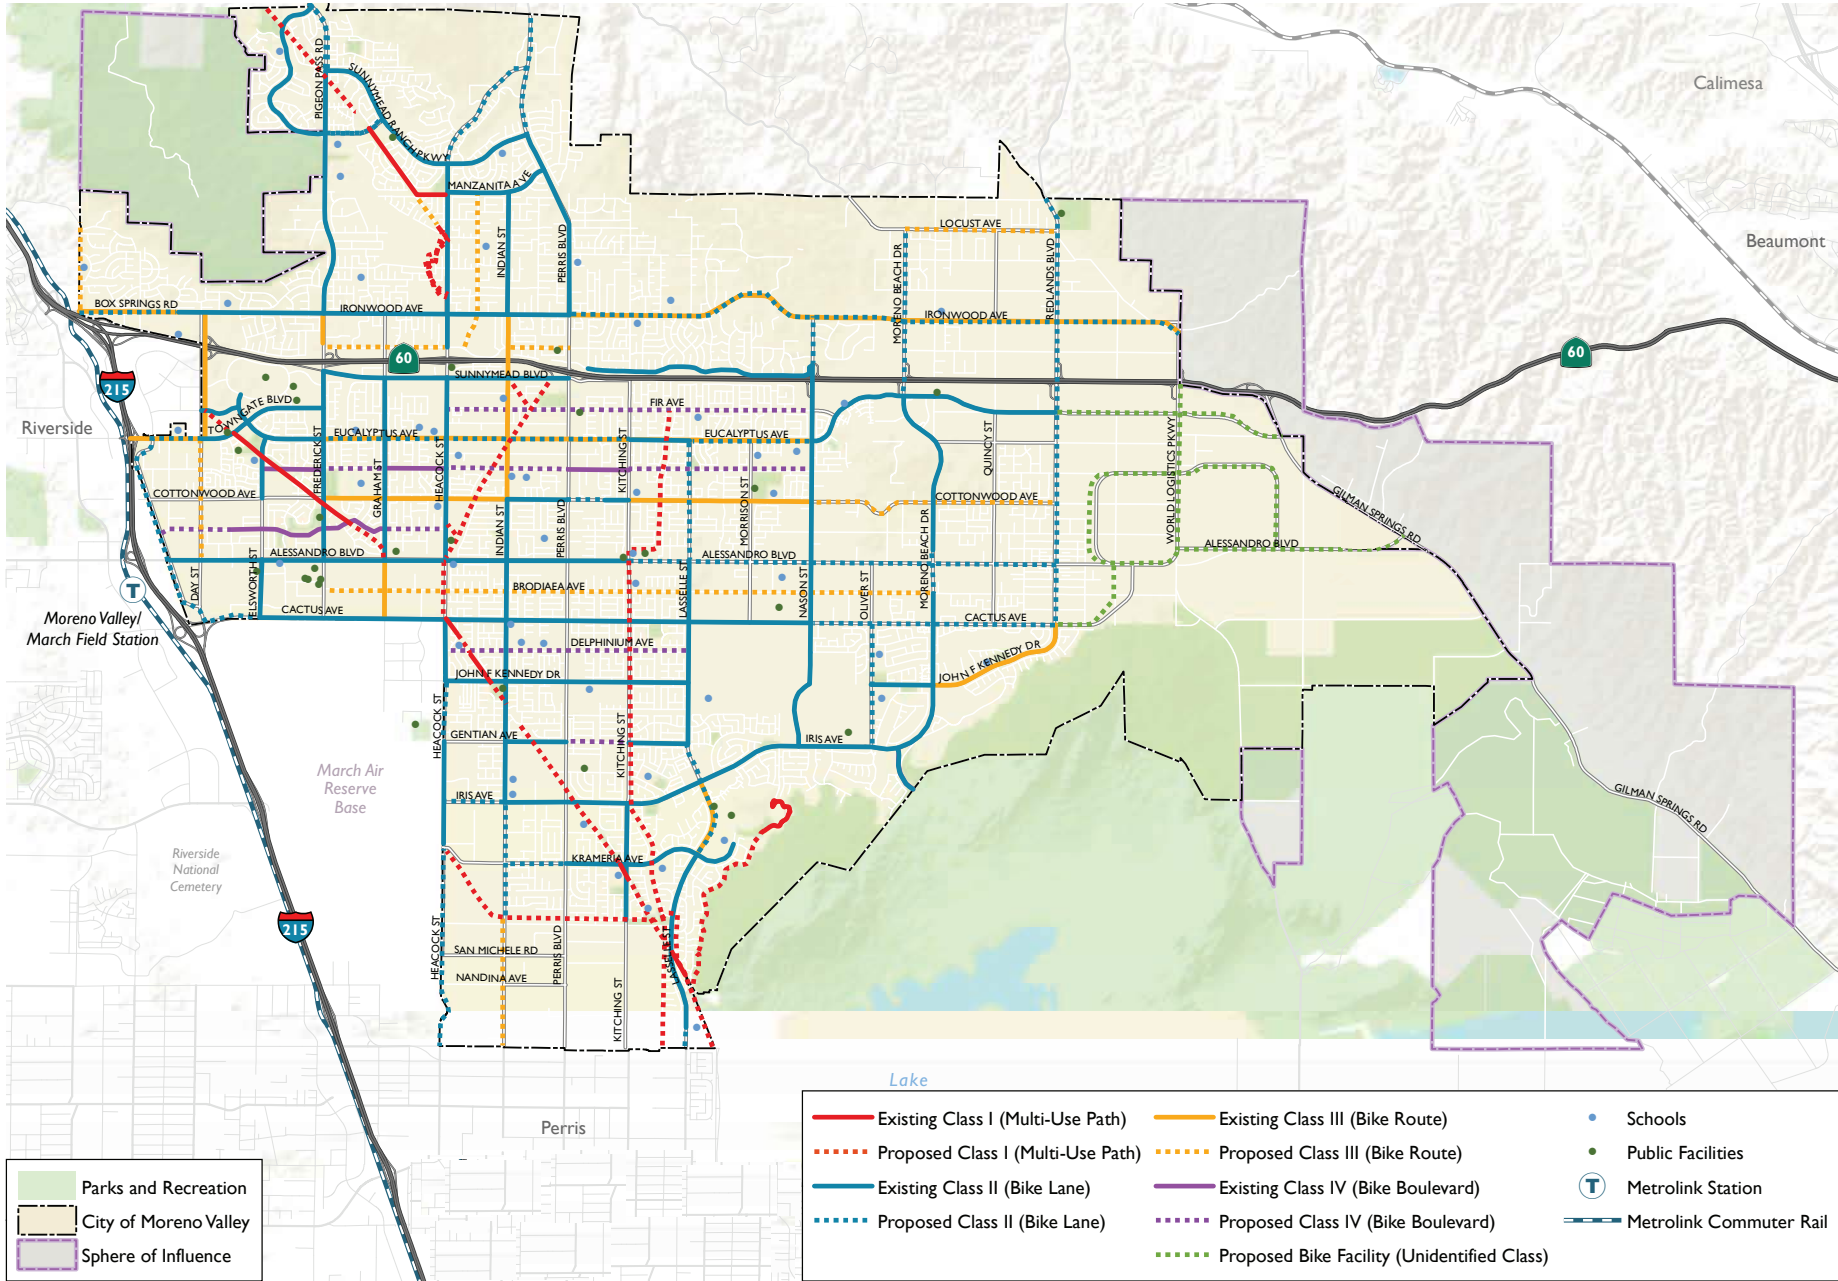 Calimesa
Beaumont
Riverside
Perris
Lake
Moreno Valley/
March Field Station
March Air
Reserve
Base
Riverside
National
Cemetery
60
60
215
215
T
PIGEON PASS RD
SUNNYMEAD RANCH PKWY
MANZANITA AVE
INDIAN ST
PERRIS BLVD
LOCUST AVE
MORENO BEACH DR
REDLANDS BLVD
BOX SPRINGS RD
IRONWOOD AVE
IRONWOOD AVE
SUNNYMEAD BLVD
TOWNGATE BLVD
FIR AVE
EUCALYPTUS AVE
EUCALYPTUS AVE
FREDERICK ST
GRAHAM ST
HEACOCK ST
KITCHING ST
QUINCY ST
WORLD LOGISTICS PKWY
COTTONWOOD AVE
COTTONWOOD AVE
MORRISON ST
INDIAN ST
PERRIS BLVD
MORENO BEACH DR
GILMAN SPRINGS RD
ALESSANDRO BLVD
ALESSANDRO BLVD
ALESSANDRO BLVD
DAY ST
ELSWORTH ST
BRODIAEA AVE
LASSELLE ST
NASON ST
OLIVER ST
CACTUS AVE
CACTUS AVE
DELPHINIUM AVE
JOHN F KENNEDY DR
JOHN F KENNEDY DR
HEACOCK ST
GENTIAN AVE
KITCHING ST
IRIS AVE
IRIS AVE
GILMAN SPRINGS RD
KRAMERIA AVE
HEACOCK ST
SAN MICHELE RD
PERRIS BLVD
LASSELLE ST
NANDINA AVE
KITCHING ST
Parks and Recreation
City of Moreno Valley
Sphere of Influence
Existing Class I (Multi-Use Path)
Proposed Class I (Multi-Use Path)
Existing Class II (Bike Lane)
Proposed Class II (Bike Lane)
Existing Class III (Bike Route)
Proposed Class III (Bike Route)
Existing Class IV (Bike Boulevard)
Proposed Class IV (Bike Boulevard)
Proposed Bike Facility (Unidentified Class)
Schools
Public Facilities
T
Metrolink Station
Metrolink Commuter Rail